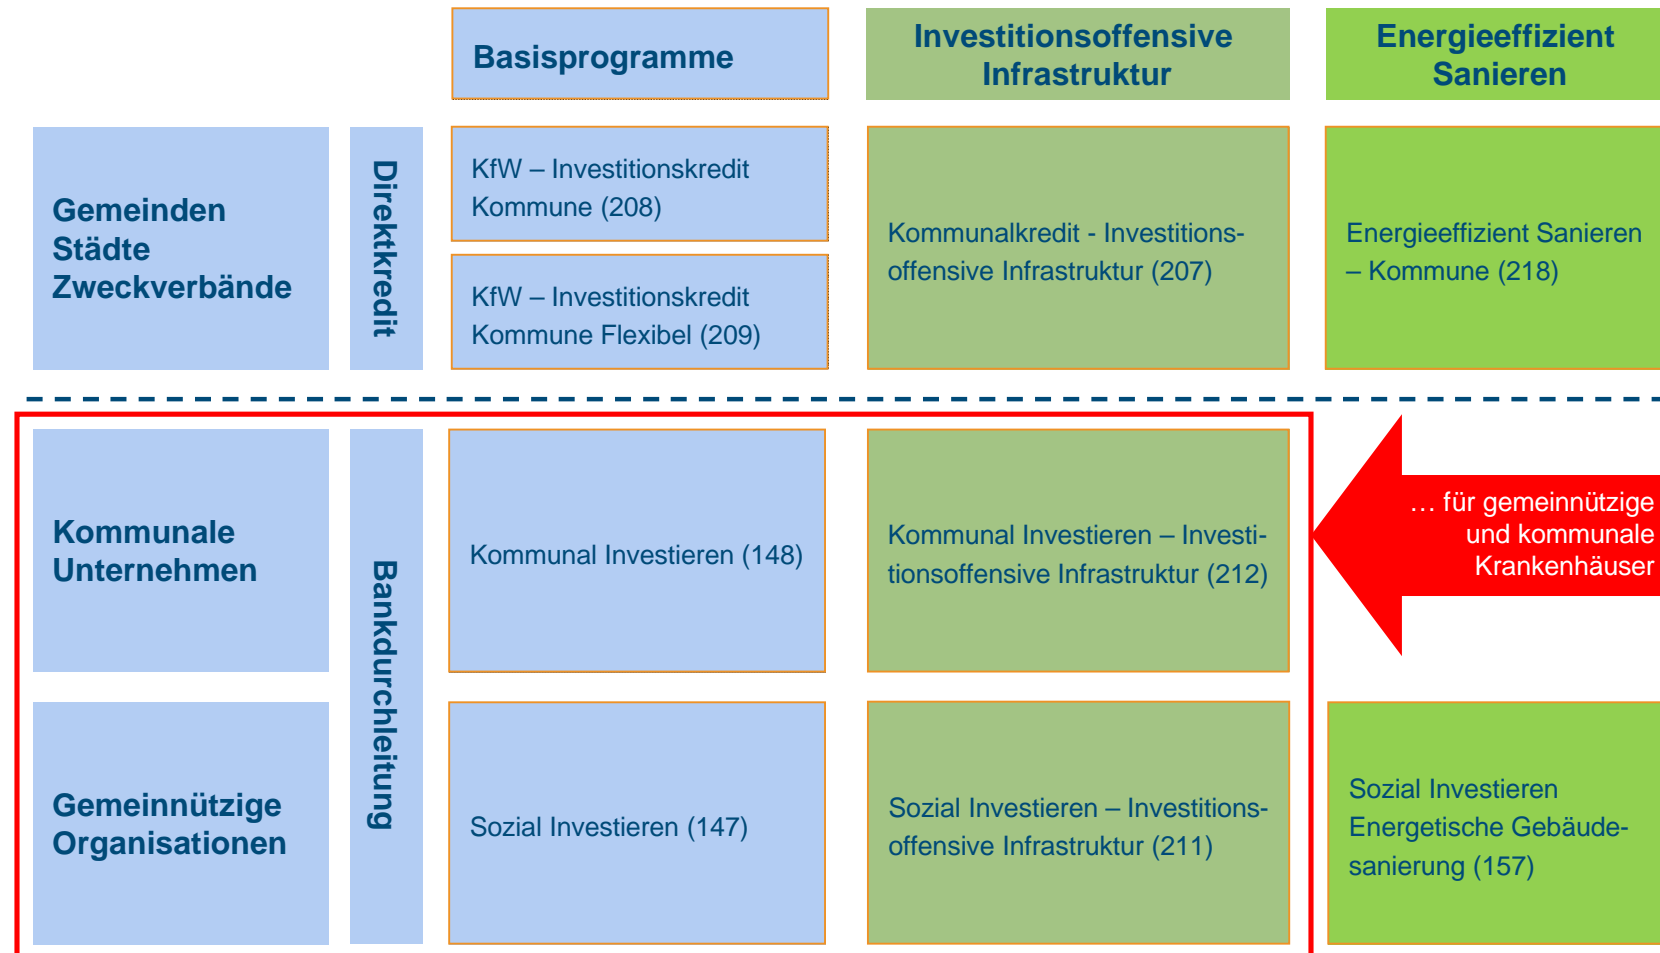 Basisprogramme
Investitionsoffensive
Infrastruktur
Energieeffizient
Sanieren
Gemeinden
Städte
Zweckverbände
Direktkredit
KfW – Investitionskredit
Kommune (208)
KfW – Investitionskredit
Kommune Flexibel (209)
Kommunalkredit - Investitions-
offensive Infrastruktur (207)
Energieeffizient Sanieren
– Kommune (218)
Kommunale
Unternehmen
Bankdurchleitung
Kommunal Investieren (148)
Kommunal Investieren – Investi-
tionsoffensive Infrastruktur (212)
… für gemeinnützige
und kommunale
Krankenhäuser
Gemeinnützige
Organisationen
Sozial Investieren (147)
Sozial Investieren – Investitions-
offensive Infrastruktur (211)
Sozial Investieren
Energetische Gebäude-
sanierung (157)